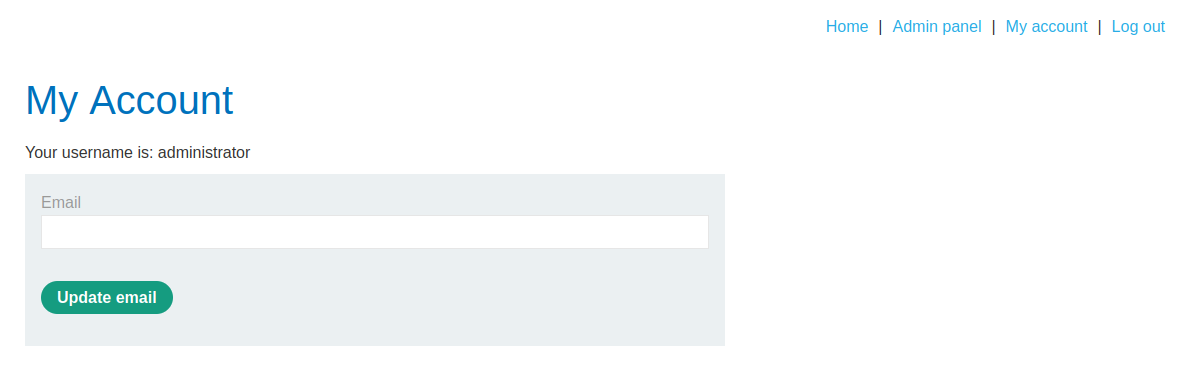 Home | Admin panel | My account | Log out
My Account
Your username is: administrator
Email
Update email